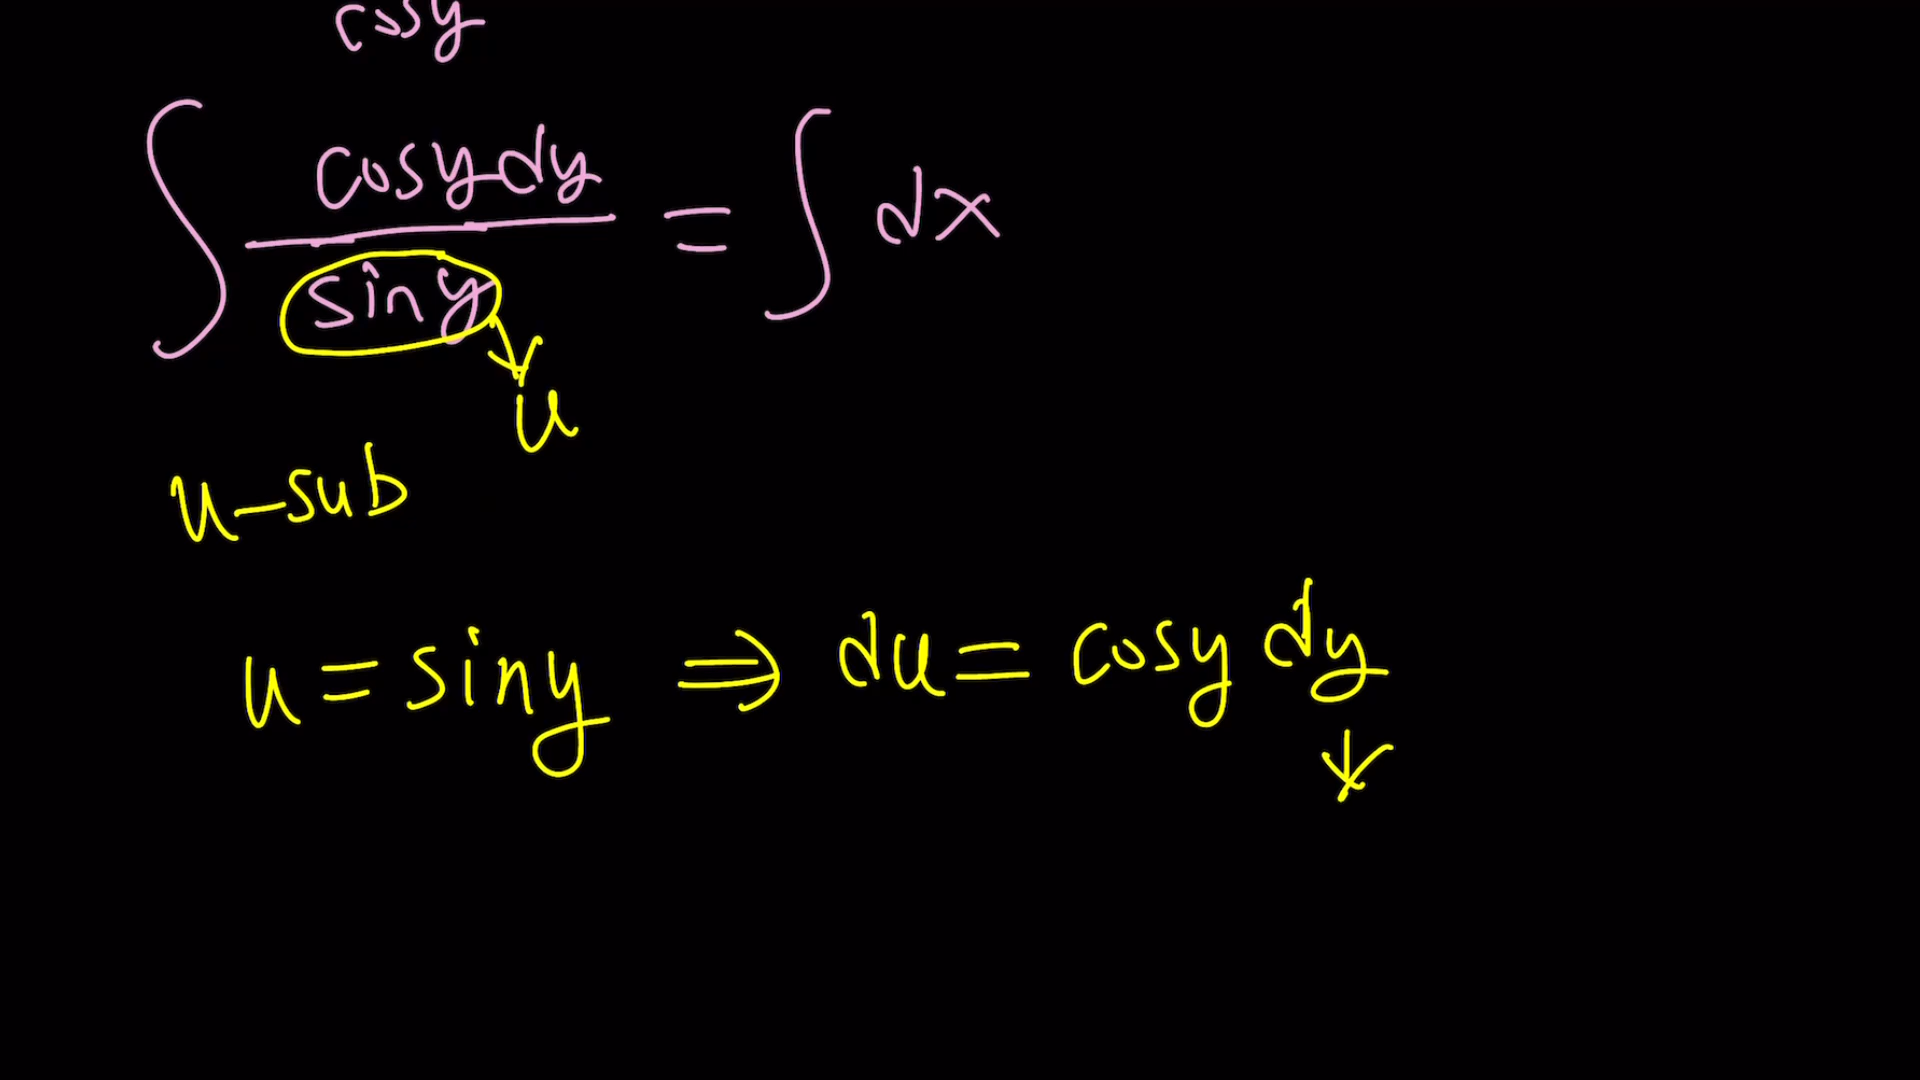 cosy
∫ cosy dy / siny = ∫ dx
u
u-sub
u = siny ⇒ du = cosy dy